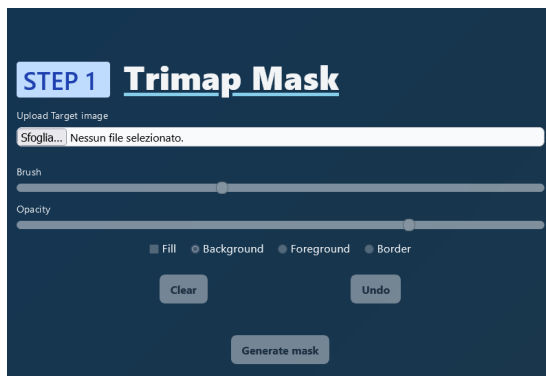 STEP 1 Trimap Mask
Upload Target image
Sfoglia... Nessun file selezionato.
Brush
Opacity
Fill Background Foreground Border
Clear Undo
Generate mask